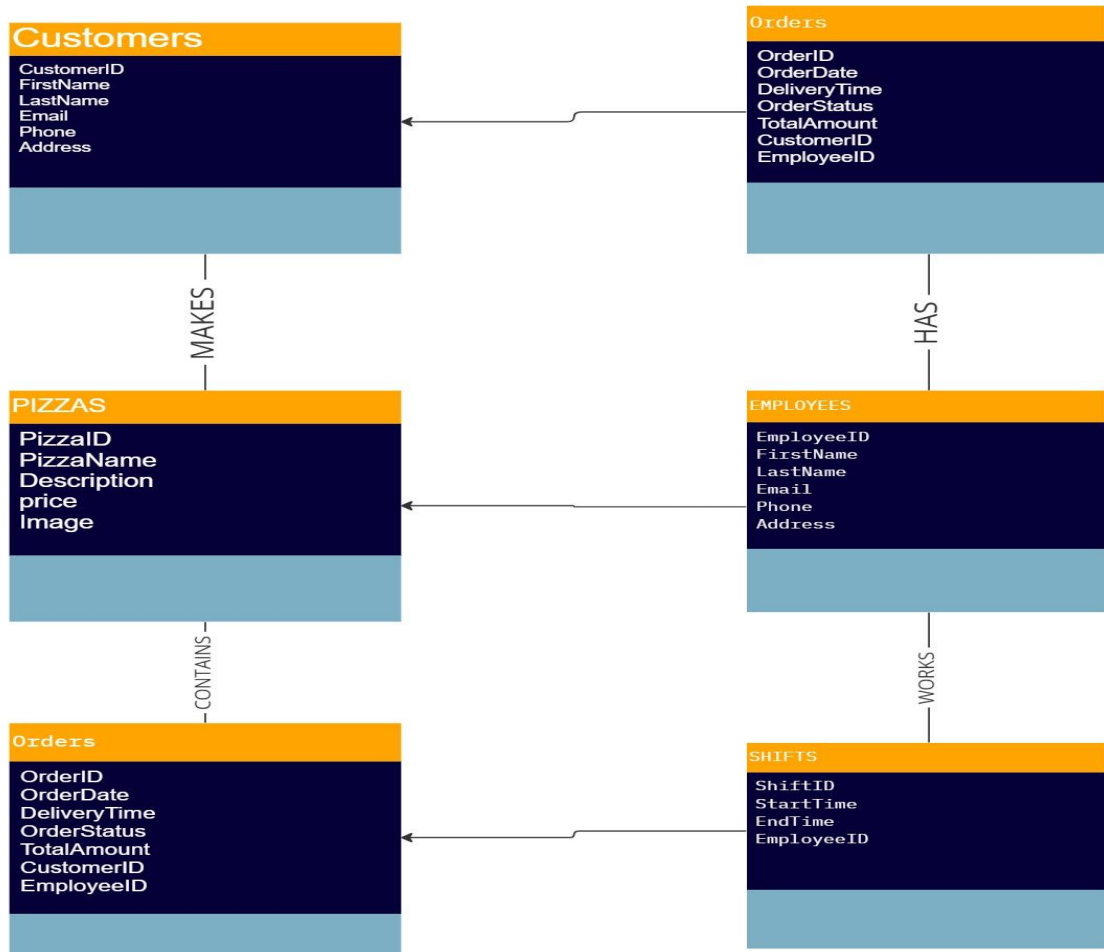 Customers
CustomerID
FirstName
LastName
Email
Phone
Address
Orders
OrderID
OrderDate
DeliveryTime
OrderStatus
TotalAmount
CustomerID
EmployeeID
MAKES
HAS
PIZZAS
PizzaID
PizzaName
Description
price
Image
EMPLOYEES
EmployeeID
FirstName
LastName
Email
Phone
Address
CONTAINS
WORKS
Orders
OrderID
OrderDate
DeliveryTime
OrderStatus
TotalAmount
CustomerID
EmployeeID
SHIFTS
ShiftID
StartTime
EndTime
EmployeeID